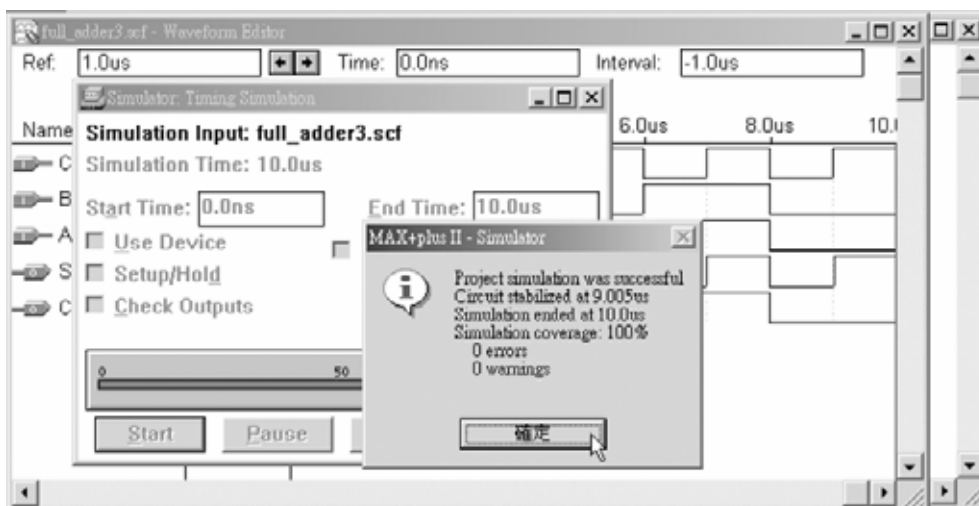 full_adder3.scf - Waveform Editor
Ref: 1.0us Time: 0.0ns Interval: -1.0us
Simulator: Timing Simulation
Name
6.0us 8.0us 10.
Simulation Input: full_adder3.scf
C
Simulation Time: 10.0us
B
Start Time: 0.0ns End Time: 10.0us
A
Use Device
MAX+plus II - Simulator
S
Setup/Hold
C
Check Outputs
Project simulation was successful
Circuit stabilized at 9.005us
Simulation ended at 10.0us
Simulation coverage: 100%
0 errors
0 warnings
0 50
Start Pause
確定